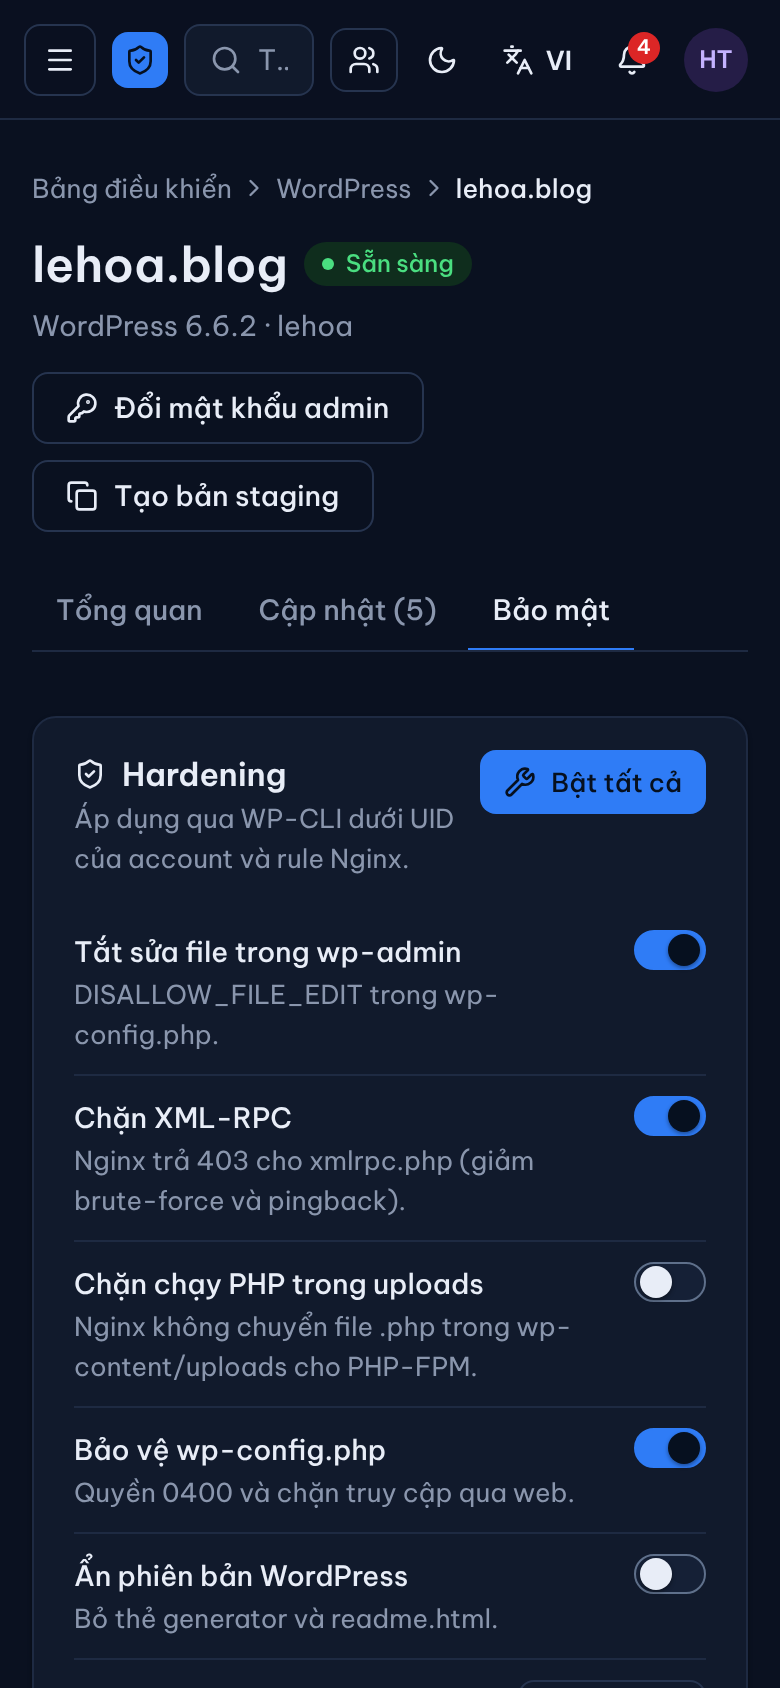 T..
VI
4
HT
Bảng điều khiển > WordPress > lehoa.blog
lehoa.blog
Sẵn sàng
WordPress 6.6.2 · lehoa
Đổi mật khẩu admin
Tạo bản staging
Tổng quan
Cập nhật (5)
Bảo mật
Hardening
Bật tất cả
Áp dụng qua WP-CLI dưới UID
của account và rule Nginx.
Tắt sửa file trong wp-admin
DISALLOW_FILE_EDIT trong wp-
config.php.
Chặn XML-RPC
Nginx trả 403 cho xmlrpc.php (giảm
brute-force và pingback).
Chặn chạy PHP trong uploads
Nginx không chuyển file .php trong wp-
content/uploads cho PHP-FPM.
Bảo vệ wp-config.php
Quyền 0400 và chặn truy cập qua web.
Ẩn phiên bản WordPress
Bỏ thẻ generator và readme.html.